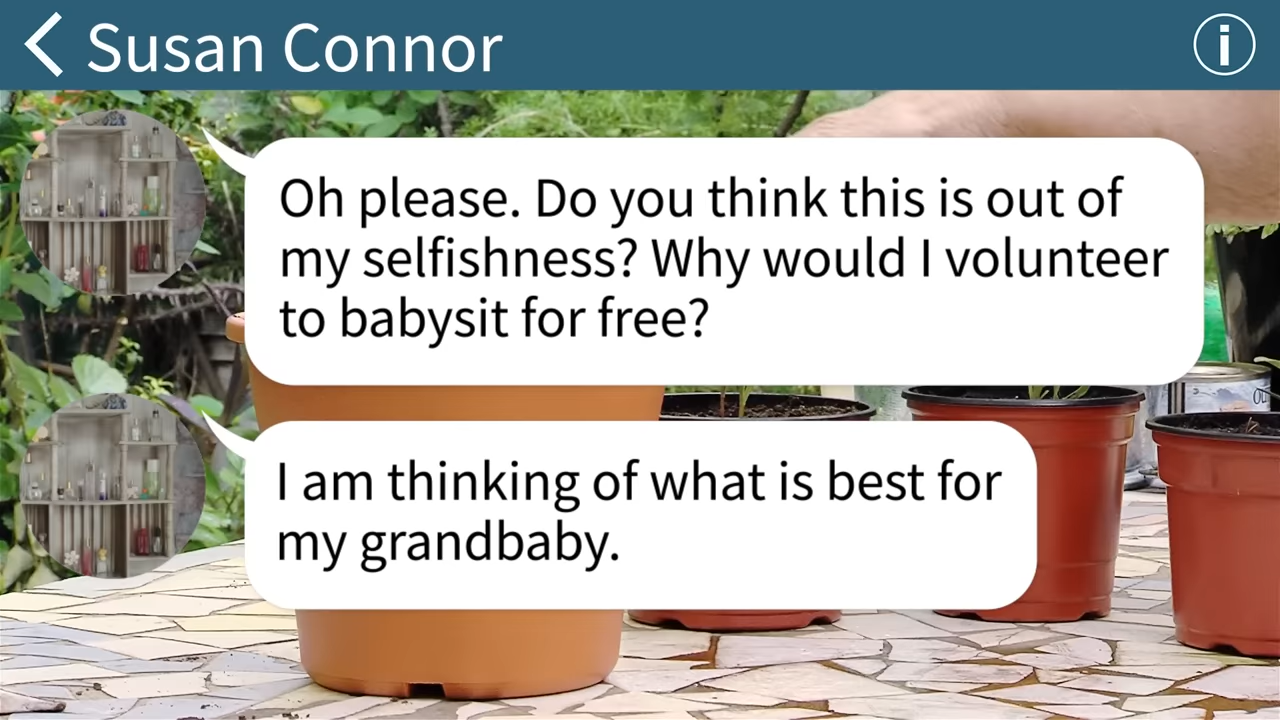 Susan Connor
Oh please. Do you think this is out of
my selfishness? Why would I volunteer
to babysit for free?
I am thinking of what is best for
my grandbaby.